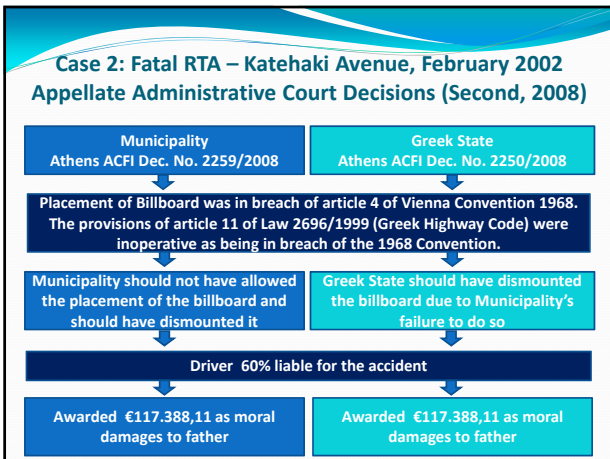 Case 2: Fatal RTA – Katehaki Avenue, February 2002
Appellate Administrative Court Decisions (Second, 2008)
Municipality
Athens ACFI Dec. No. 2259/2008
Greek State
Athens ACFI Dec. No. 2250/2008
Placement of Billboard was in breach of article 4 of Vienna Convention 1968.
The provisions of article 11 of Law 2696/1999 (Greek Highway Code) were
inoperative as being in breach of the 1968 Convention.
Municipality should not have allowed
the placement of the billboard and
should have dismounted it
Greek State should have dismounted
the billboard due to Municipality's
failure to do so
Driver 60% liable for the accident
Awarded €117.388,11 as moral
damages to father
Awarded €117.388,11 as moral
damages to father